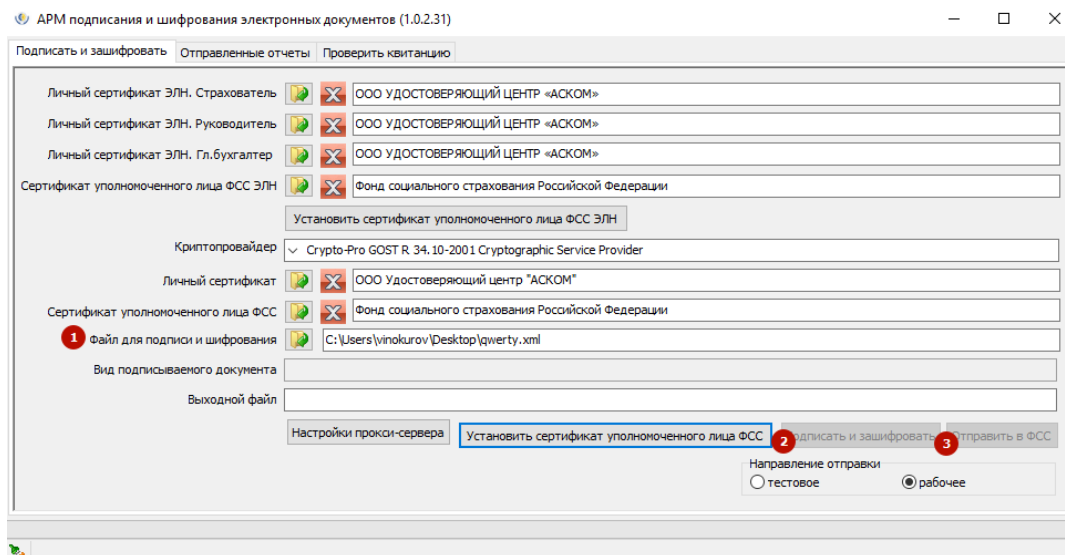 АРМ подписания и шифрования электронных документов (1.0.2.31)
Подписать и зашифровать Отправленные отчеты Проверить квитанцию
Личный сертификат ЭЛН. Страхователь ООО УДОСТОВЕРЯЮЩИЙ ЦЕНТР «АСКОМ»
Личный сертификат ЭЛН. Руководитель ООО УДОСТОВЕРЯЮЩИЙ ЦЕНТР «АСКОМ»
Личный сертификат ЭЛН. Гл.бухгалтер ООО УДОСТОВЕРЯЮЩИЙ ЦЕНТР «АСКОМ»
Сертификат уполномоченного лица ФСС ЭЛН Фонд социального страхования Российской Федерации
Установить сертификат уполномоченного лица ФСС ЭЛН
Криптопровайдер Crypto-Pro GOST R 34.10-2001 Cryptographic Service Provider
Личный сертификат ООО Удостоверяющий центр "АСКОМ"
Сертификат уполномоченного лица ФСС Фонд социального страхования Российской Федерации
1 Файл для подписи и шифрования C:\Users\vinokurov\Desktop\qwerty.xml
Вид подписываемого документа
Выходной файл
Настройки прокси-сервера Установить сертификат уполномоченного лица ФСС 2 Подписать и зашифровать 3 Отправить в ФСС
Направление отправки
тестовое рабочее